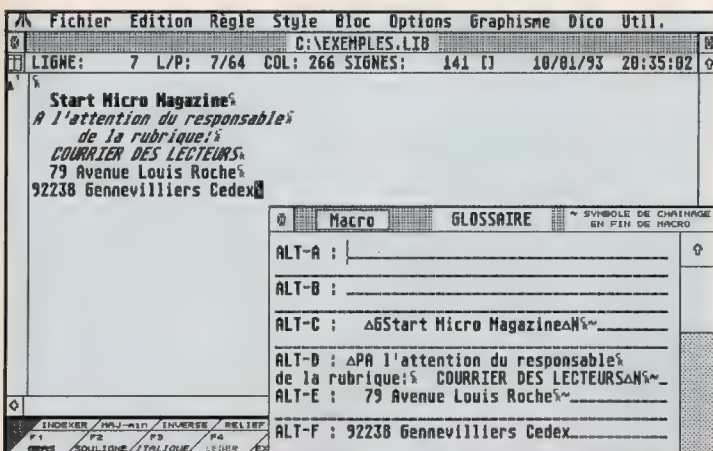 Fichier Edition Règle Style Bloc Options Graphisme Dico Util.
C:\EXEMPLES.LIB
LIGNE: 7 L/P: 7/64 COL: 266 SIGNES: 141 [] 10/01/93 20:35:02
Start Micro Magazine
A l'attention du responsable
de la rubrique:
COURRIER DES LECTEURS
79 Avenue Louis Roche
92238 Gennevilliers Cedex
Macro GLOSSAIRE ~ SYMBOLE DE CHAINAGE
EN FIN DE MACRO
ALT-A :
ALT-B :
ALT-C : ΔGStart Micro MagazineΔN§~
ALT-D : ΔPA l'attention du responsable§
de la rubrique:§ COURRIER DES LECTEURSΔN§~
ALT-E : 79 Avenue Louis Roche§~
ALT-F : 92238 Gennevilliers Cedex
INDEXER MAJ-min INVERSE RELIEF
F1 F2 F3 F4
GRAS SOULIGNE ITALIQUE LEGER